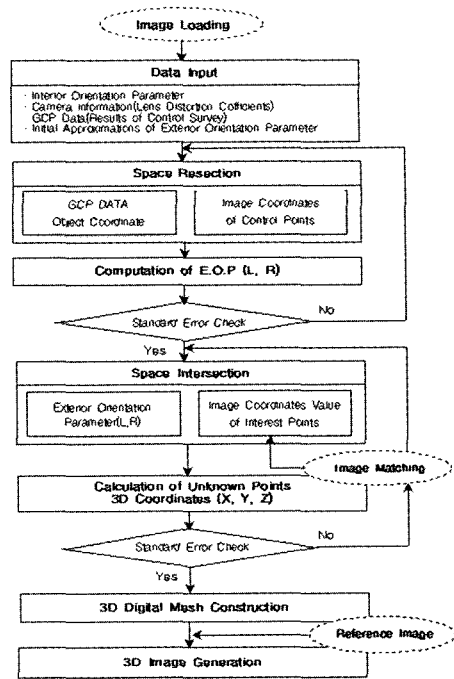 Image Loading
Data Input
· Interior Orientation Parameter
· Camera Information(Lens Distortion Cofficients)
GCP Data(Results of Control Survey)
· Initial Approximations of Exterior Orientation Parameter
Space Resection
GCP DATA
Object Coordinate
Image Coordinates
of Control Points
Computation of E.O.P (L, R)
Standard Error Check
No
Yes
Space Intersection
Exterior Orientation
Parameter(L,R)
Image Coordinates Value
of Interest Points
Image Matching
Calculation of Unknown Points
3D Coordinates (X, Y, Z)
Standard Error Check
No
Yes
3D Digital Mesh Construction
Reference Image
3D Image Generation